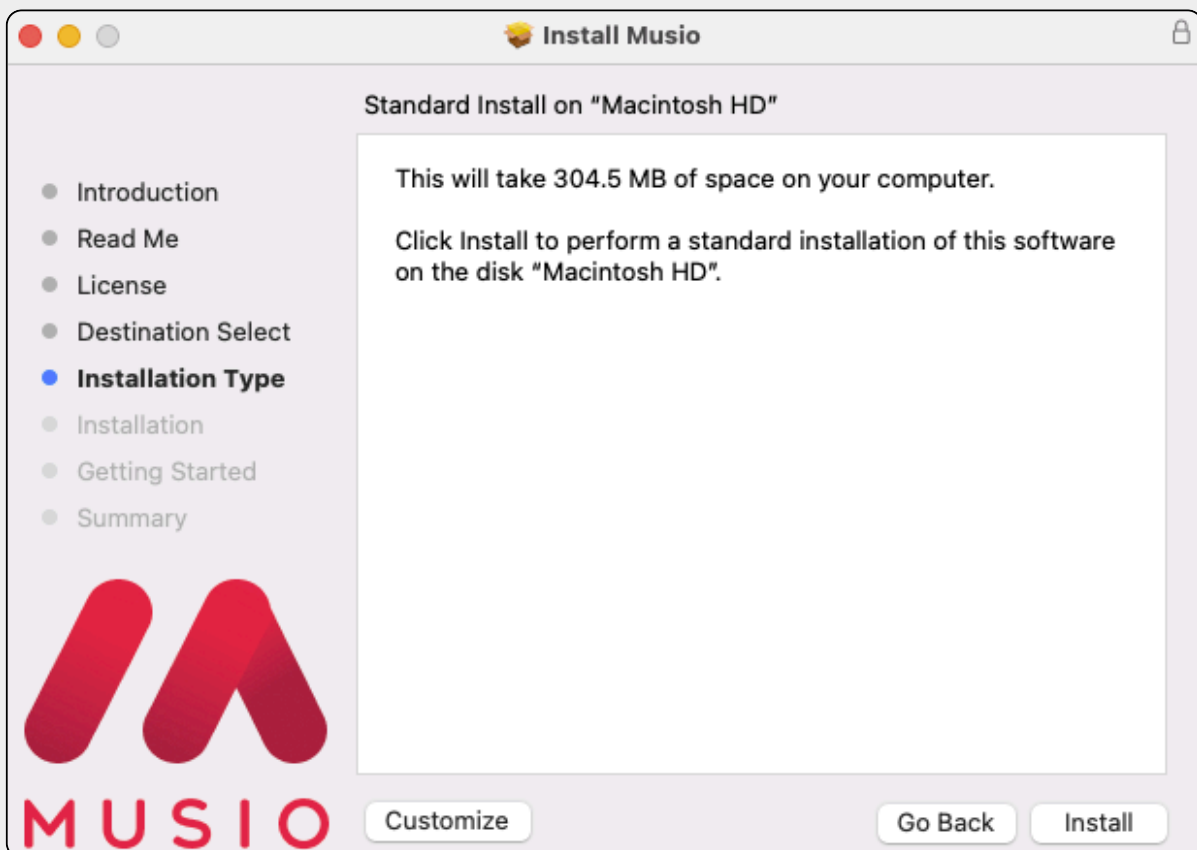 Install Musio
Standard Install on “Macintosh HD”
Introduction
Read Me
License
Destination Select
Installation Type
Installation
Getting Started
Summary
This will take 304.5 MB of space on your computer.
Click Install to perform a standard installation of this software
on the disk “Macintosh HD”.
MUSIO
Customize
Go Back
Install